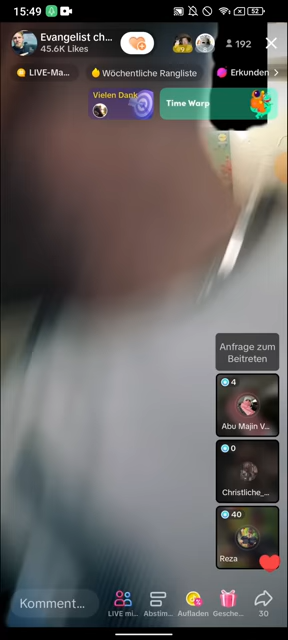 15:49
52
Evangelist ch...
45.6K Likes
192
LIVE-Ma...
Wöchentliche Rangliste
Erkunden
Vielen Dank
Time Warp
Anfrage zum
Beitreten
4
Abu Majin V...
0
Christliche_...
40
Reza
Komment...
LIVE mi...
Abstim...
Aufladen
Gesche...
30